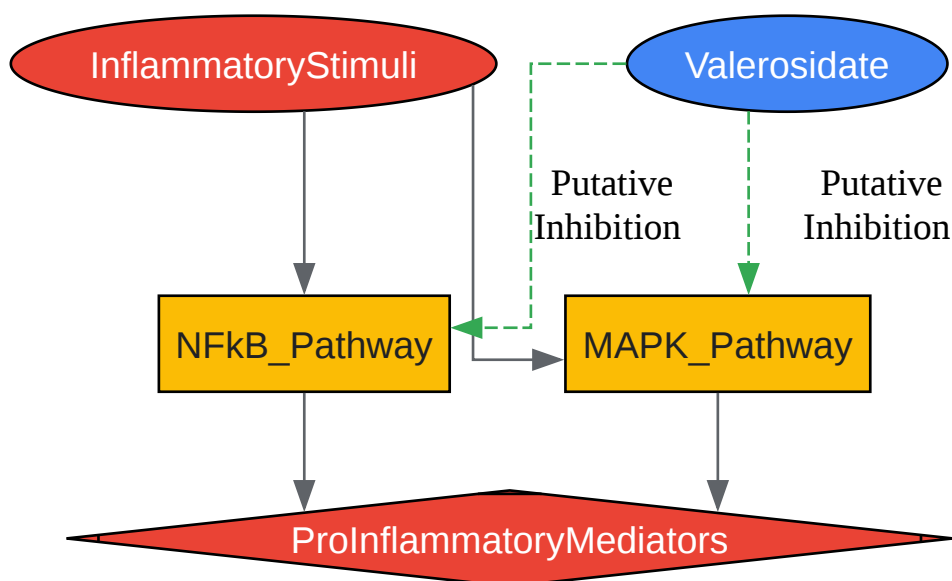 InflammatoryStimuli
Valerosidate
Putative
Inhibition
Putative
Inhibition
NFkB_Pathway
MAPK_Pathway
ProInflammatoryMediators